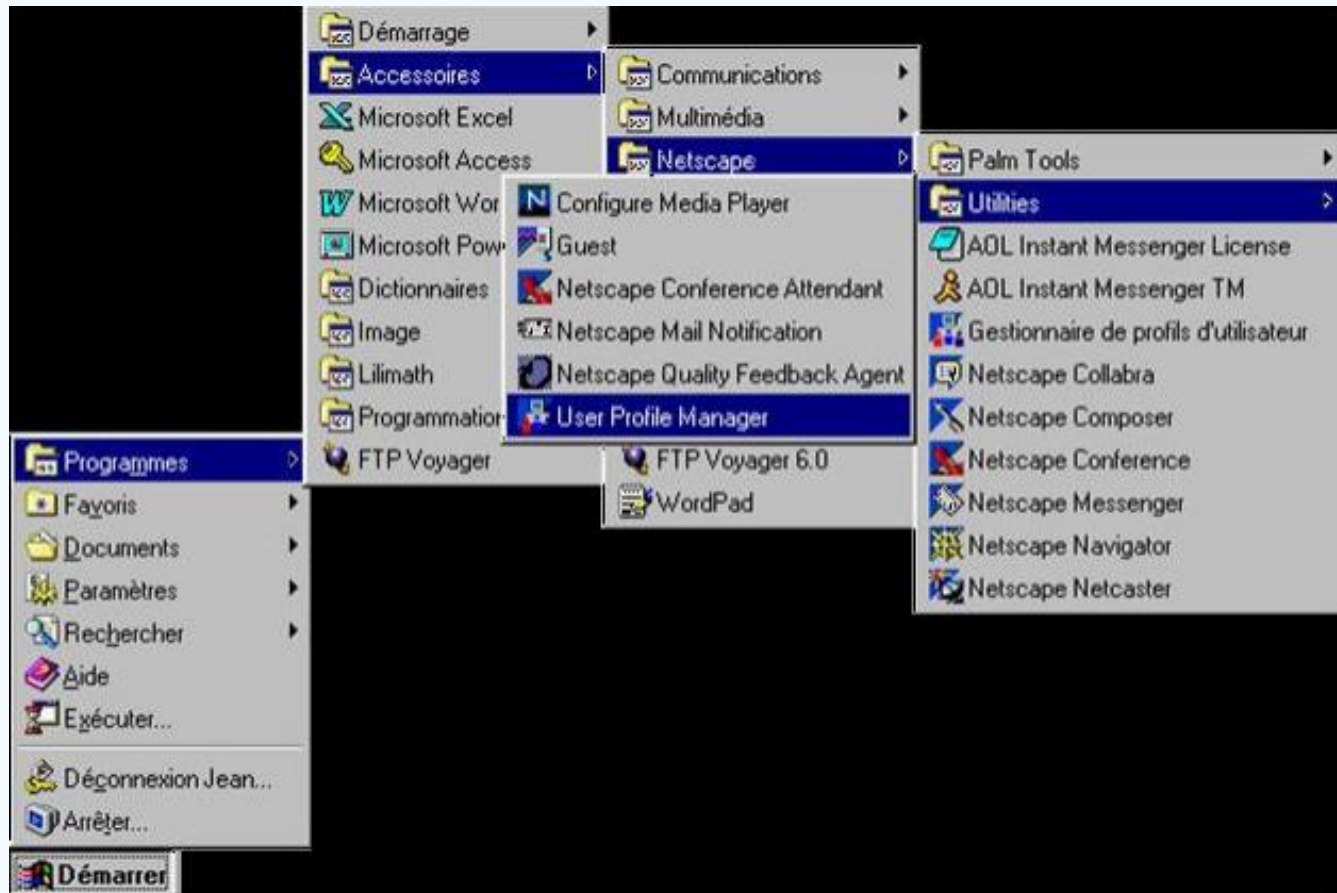 Démarrage
Accessoires
Microsoft Excel
Microsoft Access
Microsoft Wor
Microsoft Pow
Dictionnaires
Image
Lilimath
Programmation
FTP Voyager
Communications
Multimédia
Netscape
FTP Voyager 6.0
WordPad
Palm Tools
Utilities
AOL Instant Messenger License
AOL Instant Messenger TM
Gestionnaire de profils d'utilisateur
Netscape Collabra
Netscape Composer
Netscape Conference
Netscape Messenger
Netscape Navigator
Netscape Netcaster
Configure Media Player
Guest
Netscape Conference Attendant
Netscape Mail Notification
Netscape Quality Feedback Agent
User Profile Manager
Programmes
Favoris
Documents
Paramètres
Rechercher
Aide
Exécuter...
Déconnexion Jean...
Arrêter...
Démarrer